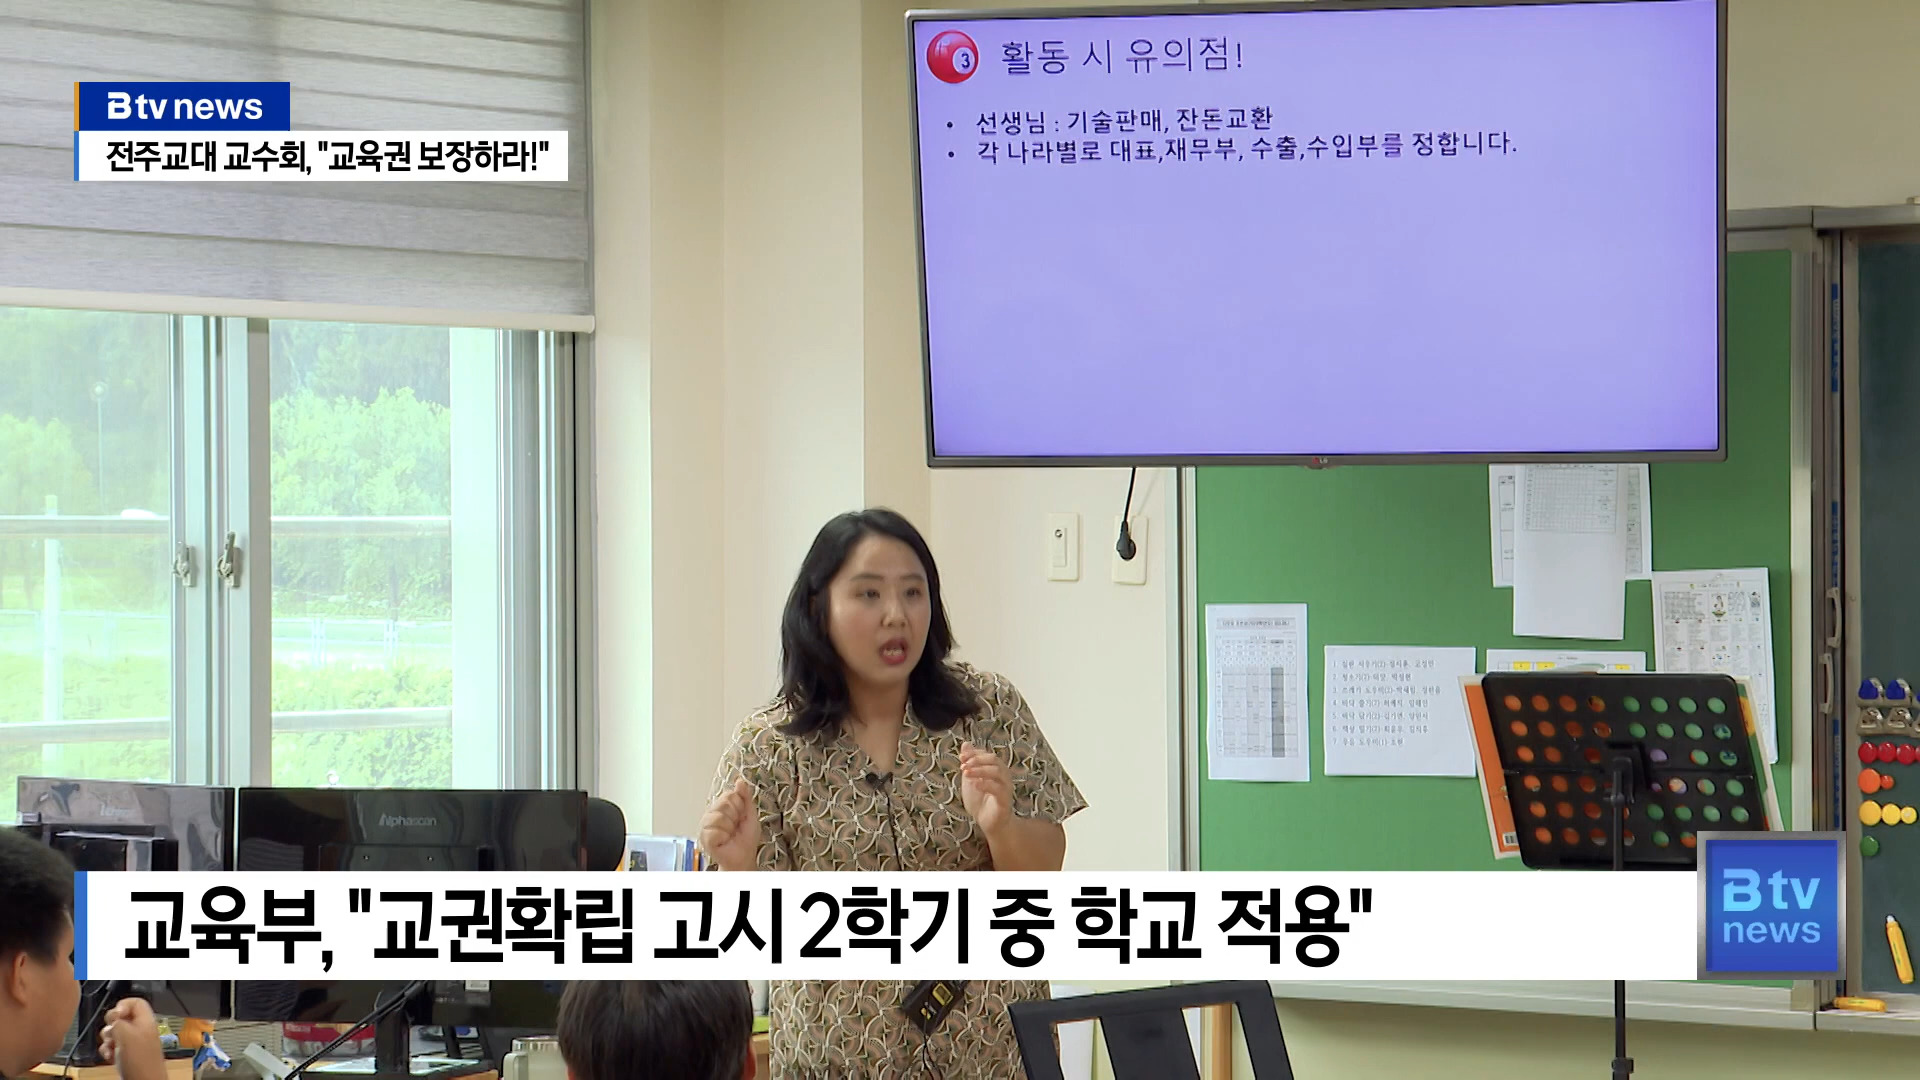 Btv news
전주교대 교수회, "교육권 보장하라!"
3 활동 시 유의점!
• 선생님 : 기술판매, 잔돈교환
• 각 나라별로 대표,재무부, 수출,수입부를 정합니다.
LG
Alphascan
교육부, "교권확립 고시 2학기 중 학교 적용"
Btv
news